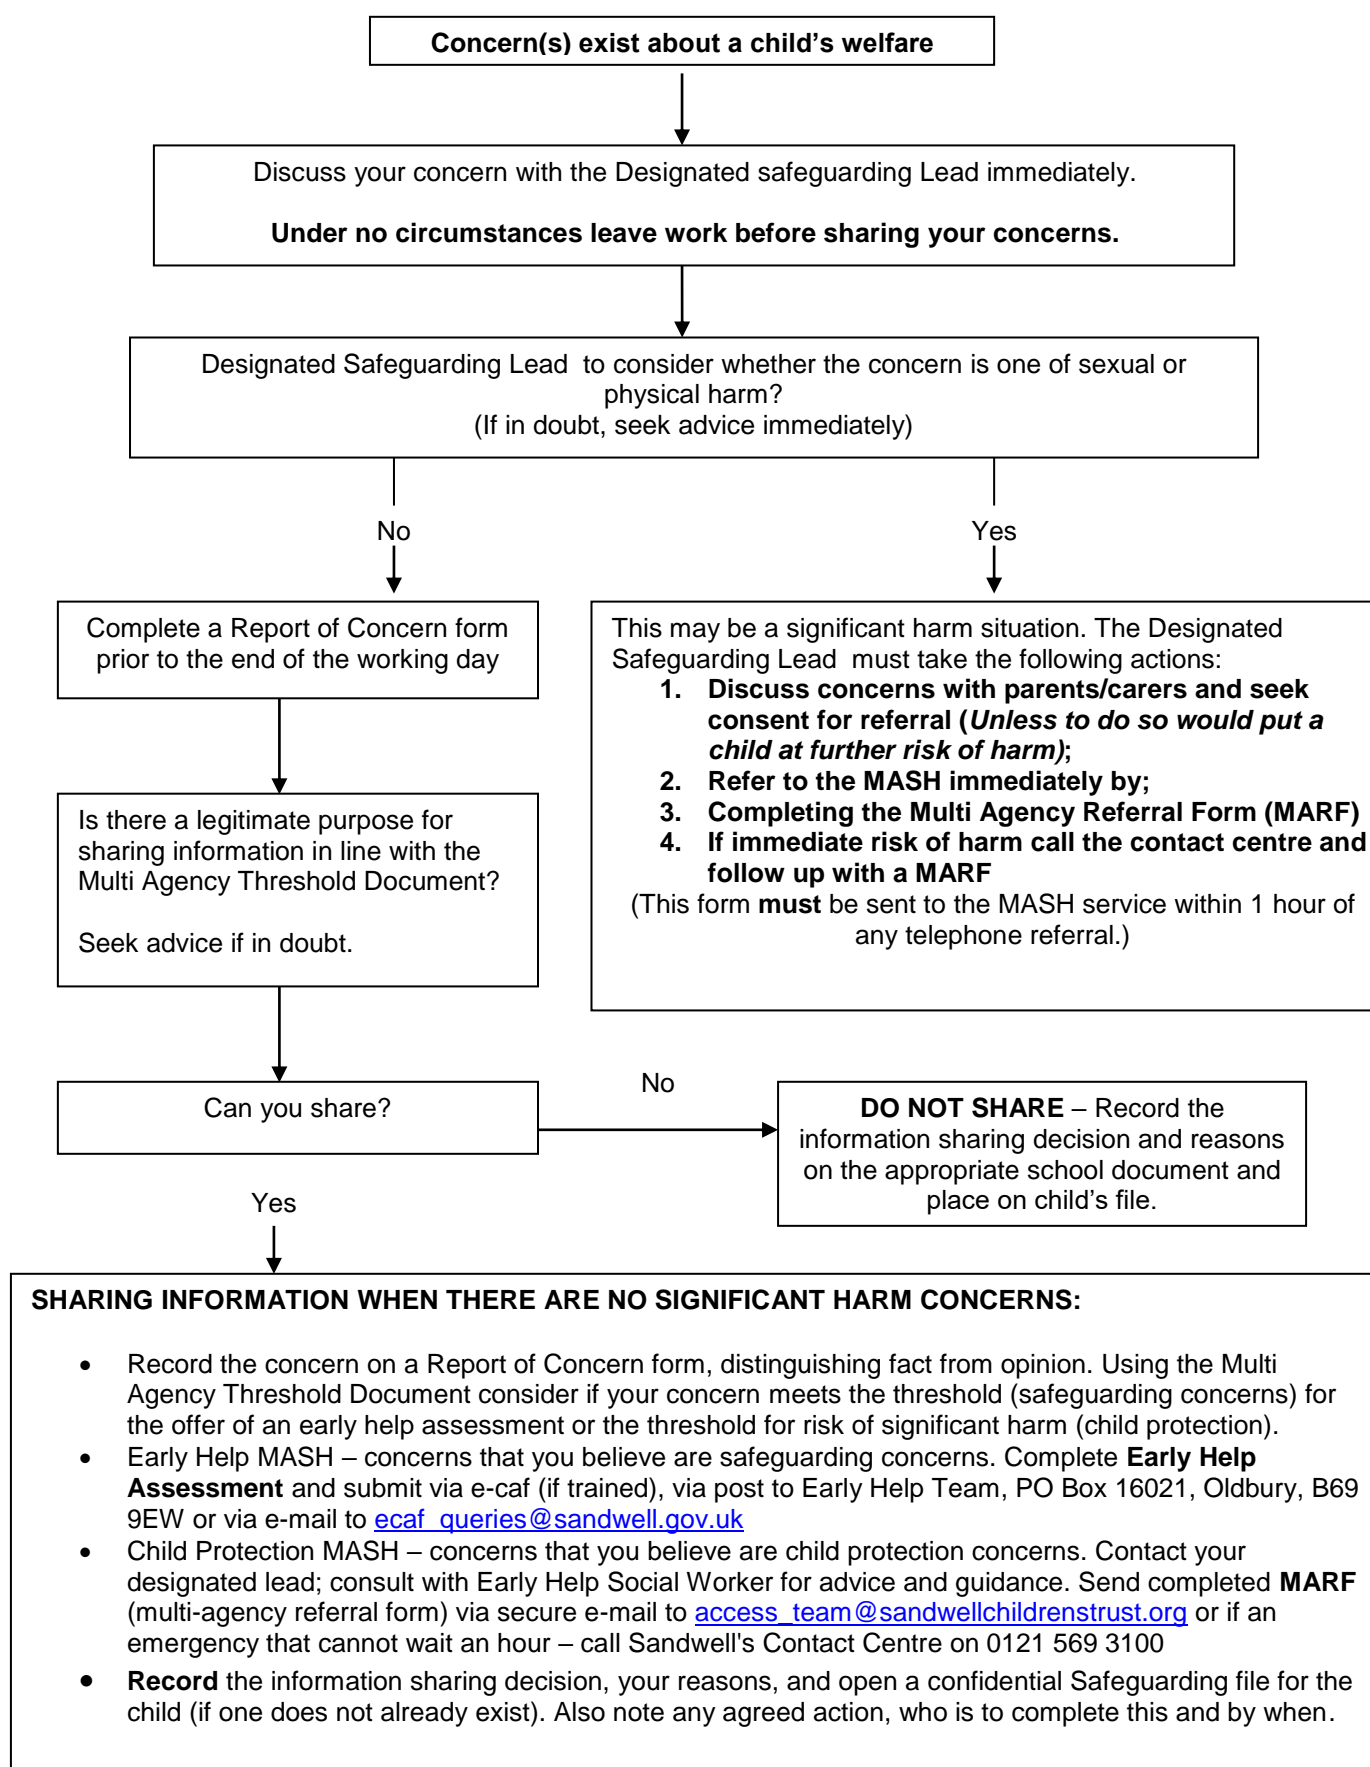 Concern(s) exist about a child's welfare
Discuss your concern with the Designated safeguarding Lead immediately.
Under no circumstances leave work before sharing your concerns.
Designated Safeguarding Lead to consider whether the concern is one of sexual or
physical harm?
(If in doubt, seek advice immediately)
No
Yes
Complete a Report of Concern form
prior to the end of the working day
This may be a significant harm situation. The Designated
Safeguarding Lead must take the following actions:
1. Discuss concerns with parents/carers and seek
consent for referral (Unless to do so would put a
child at further risk of harm);
2. Refer to the MASH immediately by;
3. Completing the Multi Agency Referral Form (MARF)
4. If immediate risk of harm call the contact centre and
follow up with a MARF
(This form must be sent to the MASH service within 1 hour of
any telephone referral.)
Is there a legitimate purpose for
sharing information in line with the
Multi Agency Threshold Document?
Seek advice if in doubt.
Can you share?
No
DO NOT SHARE – Record the
information sharing decision and reasons
on the appropriate school document and
place on child's file.
Yes
SHARING INFORMATION WHEN THERE ARE NO SIGNIFICANT HARM CONCERNS:
• Record the concern on a Report of Concern form, distinguishing fact from opinion. Using the Multi
Agency Threshold Document consider if your concern meets the threshold (safeguarding concerns) for
the offer of an early help assessment or the threshold for risk of significant harm (child protection).
• Early Help MASH – concerns that you believe are safeguarding concerns. Complete Early Help
Assessment and submit via e-caf (if trained), via post to Early Help Team, PO Box 16021, Oldbury, B69
9EW or via e-mail to ecaf_queries@sandwell.gov.uk
• Child Protection MASH – concerns that you believe are child protection concerns. Contact your
designated lead; consult with Early Help Social Worker for advice and guidance. Send completed MARF
(multi-agency referral form) via secure e-mail to access_team@sandwellchildrenstrust.org or if an
emergency that cannot wait an hour – call Sandwell's Contact Centre on 0121 569 3100
• Record the information sharing decision, your reasons, and open a confidential Safeguarding file for the
child (if one does not already exist). Also note any agreed action, who is to complete this and by when.